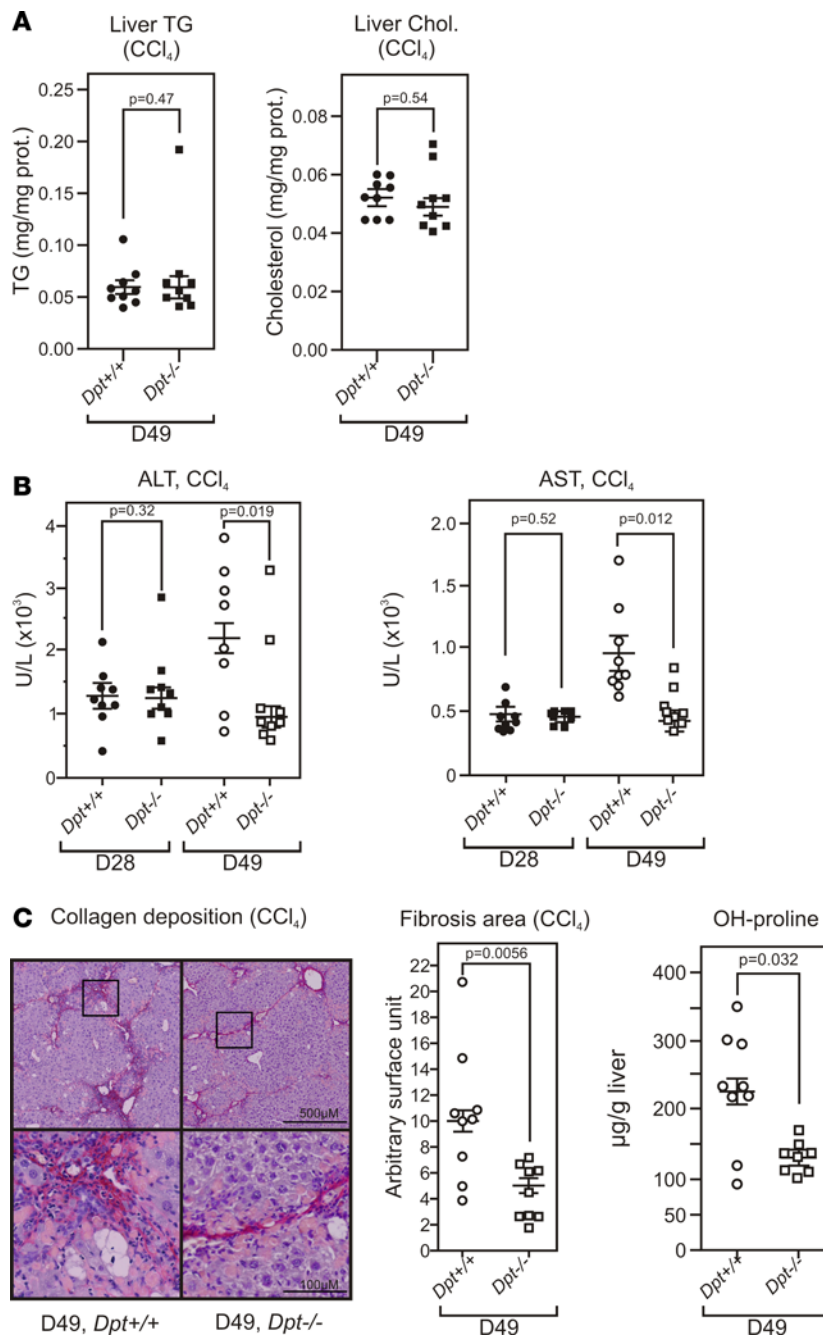 A
Liver TG
(CCl₄)
p=0.47
TG (mg/mg prot.)
0.25
0.20
0.15
0.10
0.05
0.00
Dpt+/+
Dpt-/-
D49
Liver Chol.
(CCl₄)
p=0.54
Cholesterol (mg/mg prot.)
0.08
0.06
0.04
0.02
0.00
Dpt+/+
Dpt-/-
D49
B
ALT, CCl₄
p=0.32
p=0.019
U/L (x10³)
4
3
2
1
0
Dpt+/+
Dpt-/-
Dpt+/+
Dpt-/-
D28
D49
AST, CCl₄
p=0.52
p=0.012
U/L (x10³)
2.0
1.5
1.0
0.5
0
Dpt+/+
Dpt-/-
Dpt+/+
Dpt-/-
D28
D49
C
Collagen deposition (CCl₄)
500µM
100µM
D49, Dpt+/+
D49, Dpt-/-
Fibrosis area (CCl₄)
p=0.0056
Arbitrary surface unit
22
20
18
16
14
12
10
8
6
4
2
0
Dpt+/+
Dpt-/-
D49
OH-proline
p=0.032
µg/g liver
400
300
200
100
0
Dpt+/+
Dpt-/-
D49